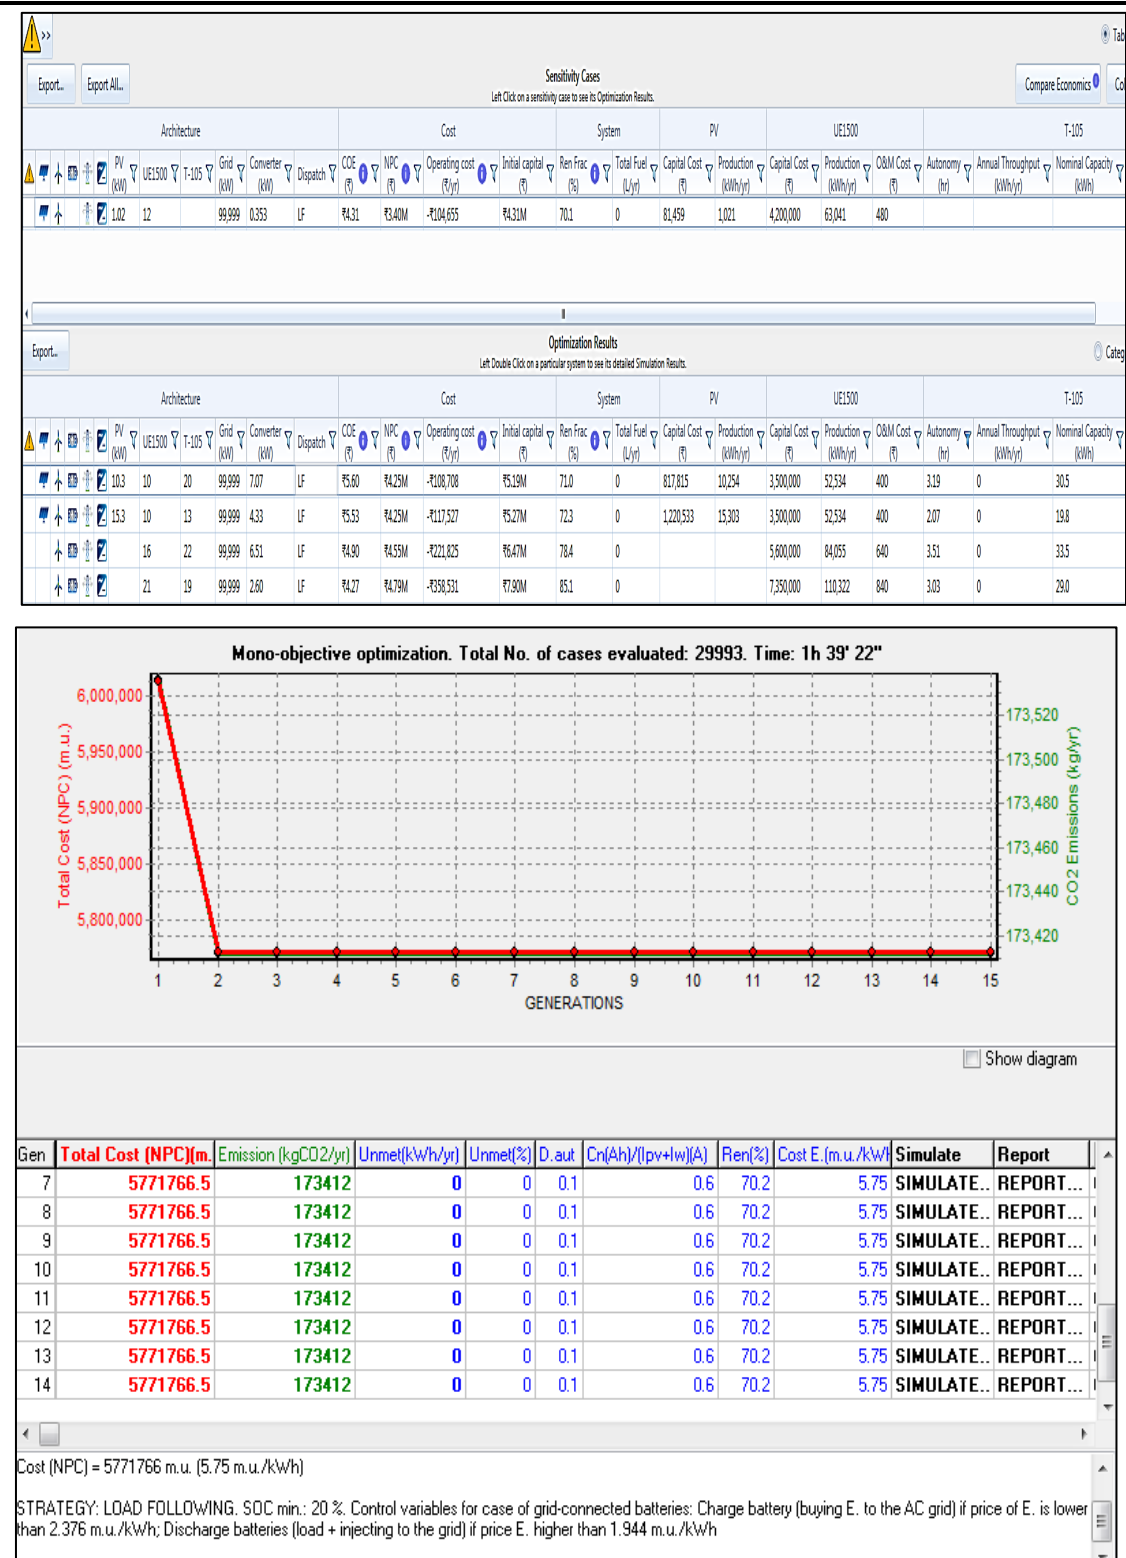 >>
Tab
Export...
Export All...
Sensitivity Cases
Left Click on a sensitivity case to see its Optimization Results.
Compare Economics
Architecture Cost System PV UE1500 T-105
PV (kW) UE1500 T-105 Grid (kW) Converter (kW) Dispatch COE (₹) NPC (₹) Operating cost (₹/yr) Initial capital (₹) Ren Frac (%) Total Fuel (L/yr) Capital Cost (₹) Production (kWh/yr) Capital Cost (₹) Production (kWh/yr) O&M Cost (₹) Autonomy (hr) Annual Throughput (kWh/yr) Nominal Capacity (kWh)
1.02 12 99,999 0.353 LF ₹4.31 ₹3.40M -₹104,655 ₹4.31M 70.1 0 81,459 1,021 4,200,000 63,041 480
Export...
Optimization Results
Left Double Click on a particular system to see its detailed Simulation Results.
Categ
Architecture Cost System PV UE1500 T-105
PV (kW) UE1500 T-105 Grid (kW) Converter (kW) Dispatch COE (₹) NPC (₹) Operating cost (₹/yr) Initial capital (₹) Ren Frac (%) Total Fuel (L/yr) Capital Cost (₹) Production (kWh/yr) Capital Cost (₹) Production (kWh/yr) O&M Cost (₹) Autonomy (hr) Annual Throughput (kWh/yr) Nominal Capacity (kWh)
10.3 10 20 99,999 7.07 LF ₹5.60 ₹4.25M -₹108,708 ₹5.19M 71.0 0 817,815 10,254 3,500,000 52,534 400 3.19 0 30.5
15.3 10 13 99,999 4.33 LF ₹5.53 ₹4.25M -₹117,527 ₹5.27M 72.3 0 1,220,533 15,303 3,500,000 52,534 400 2.07 0 19.8
16 22 99,999 6.51 LF ₹4.90 ₹4.55M -₹221,825 ₹6.47M 78.4 0 5,600,000 84,055 640 3.51 0 33.5
21 19 99,999 2.60 LF ₹4.27 ₹4.79M -₹358,531 ₹7.90M 85.1 0 7,350,000 110,322 840 3.03 0 29.0
Mono-objective optimization. Total No. of cases evaluated: 29993. Time: 1h 39' 22"
Total Cost (NPC) (m.u.)
6,000,000
5,950,000
5,900,000
5,850,000
5,800,000
173,520
173,500
173,480
173,460
173,440
173,420
CO2 Emissions (kg/yr)
1 2 3 4 5 6 7 8 9 10 11 12 13 14 15
GENERATIONS
Show diagram
Gen Total Cost (NPC)(m. Emission (kgCO2/yr) Unmet(kWh/yr) Unmet(%) D.aut Cn(Ah)/(Ipv+Iw)(A) Ren(%) Cost E.(m.u./kWh Simulate Report
7 5771766.5 173412 0 0 0.1 0.6 70.2 5.75 SIMULATE.. REPORT...
8 5771766.5 173412 0 0 0.1 0.6 70.2 5.75 SIMULATE.. REPORT...
9 5771766.5 173412 0 0 0.1 0.6 70.2 5.75 SIMULATE.. REPORT...
10 5771766.5 173412 0 0 0.1 0.6 70.2 5.75 SIMULATE.. REPORT...
11 5771766.5 173412 0 0 0.1 0.6 70.2 5.75 SIMULATE.. REPORT...
12 5771766.5 173412 0 0 0.1 0.6 70.2 5.75 SIMULATE.. REPORT...
13 5771766.5 173412 0 0 0.1 0.6 70.2 5.75 SIMULATE.. REPORT...
14 5771766.5 173412 0 0 0.1 0.6 70.2 5.75 SIMULATE.. REPORT...
Cost (NPC) = 5771766 m.u. (5.75 m.u./kWh)
STRATEGY: LOAD FOLLOWING. SOC min.: 20 %. Control variables for case of grid-connected batteries: Charge battery (buying E. to the AC grid) if price of E. is lower
than 2.376 m.u./kWh; Discharge batteries (load + injecting to the grid) if price E. higher than 1.944 m.u./kWh